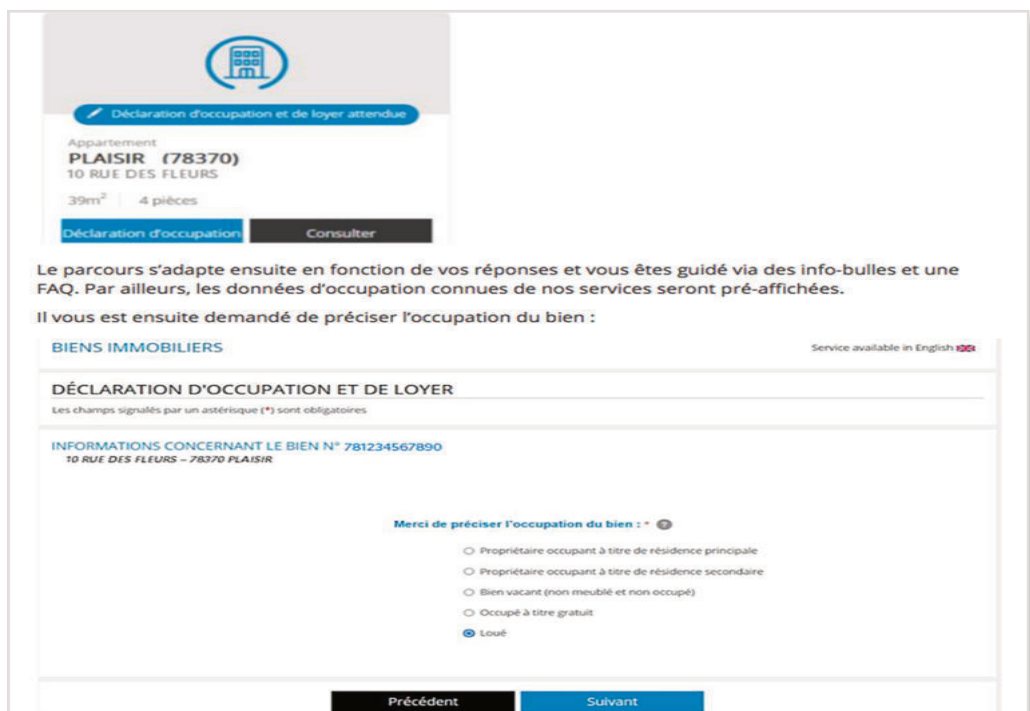 Déclaration d'occupation et de loyer attendue
Appartement
PLAISIR (78370)
10 RUE DES FLEURS
39m² 4 pièces
Déclaration d'occupation Consulter
Le parcours s'adapte ensuite en fonction de vos réponses et vous êtes guidé via des info-bulles et une
FAQ. Par ailleurs, les données d'occupation connues de nos services seront pré-affichées.
Il vous est ensuite demandé de préciser l'occupation du bien :
BIENS IMMOBILIERS Service available in English
DÉCLARATION D'OCCUPATION ET DE LOYER
Les champs signalés par un astérisque (*) sont obligatoires
INFORMATIONS CONCERNANT LE BIEN N° 781234567890
10 RUE DES FLEURS – 78370 PLAISIR
Merci de préciser l'occupation du bien : * ?
Propriétaire occupant à titre de résidence principale
Propriétaire occupant à titre de résidence secondaire
Bien vacant (non meublé et non occupé)
Occupé à titre gratuit
Loué
Précédent Suivant